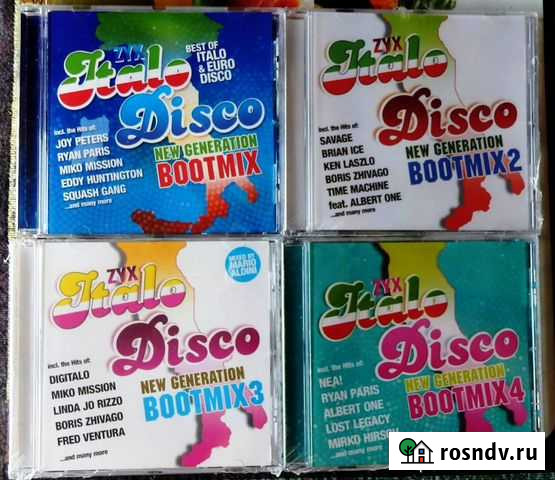 ZYX
Italo
Disco
BEST OF
ITALO
& EURO
DISCO
NEW GENERATION
BOOTMIX
incl. the Hits of:
JOY PETERS
RYAN PARIS
MIKO MISSION
EDDY HUNTINGTON
SQUASH GANG
...and many more
ZYX
Italo
Disco
NEW GENERATION
BOOTMIX 2
incl. the Hits of:
SAVAGE
BRIAN ICE
KEN LASZLO
BORIS ZHIVAGO
TIME MACHINE
feat. ALBERT ONE
...and many more
ZYX
Italo
Disco
MIXED BY
MARIO
ALDINI
NEW GENERATION
BOOTMIX 3
incl. the Hits of:
DIGITALO
MIKO MISSION
LINDA JO RIZZO
BORIS ZHIVAGO
FRED VENTURA
...and many more
ZYX
Italo
Disco
NEW GENERATION
BOOTMIX 4
incl. the Hits of:
NEA!
RYAN PARIS
ALBERT ONE
LOST LEGACY
MIRKO HIRSCH
...and many more
rosndv.ru